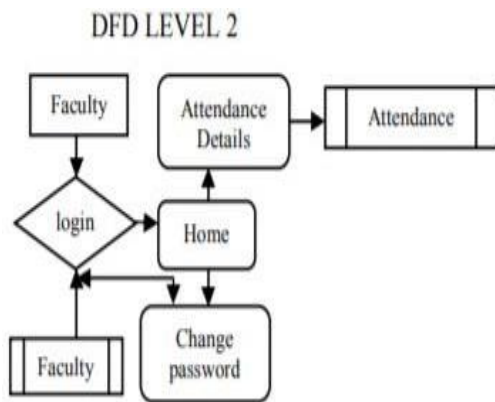 DFD LEVEL 2
Faculty
Attendance
Details
Attendance
login
Home
Faculty
Change
password